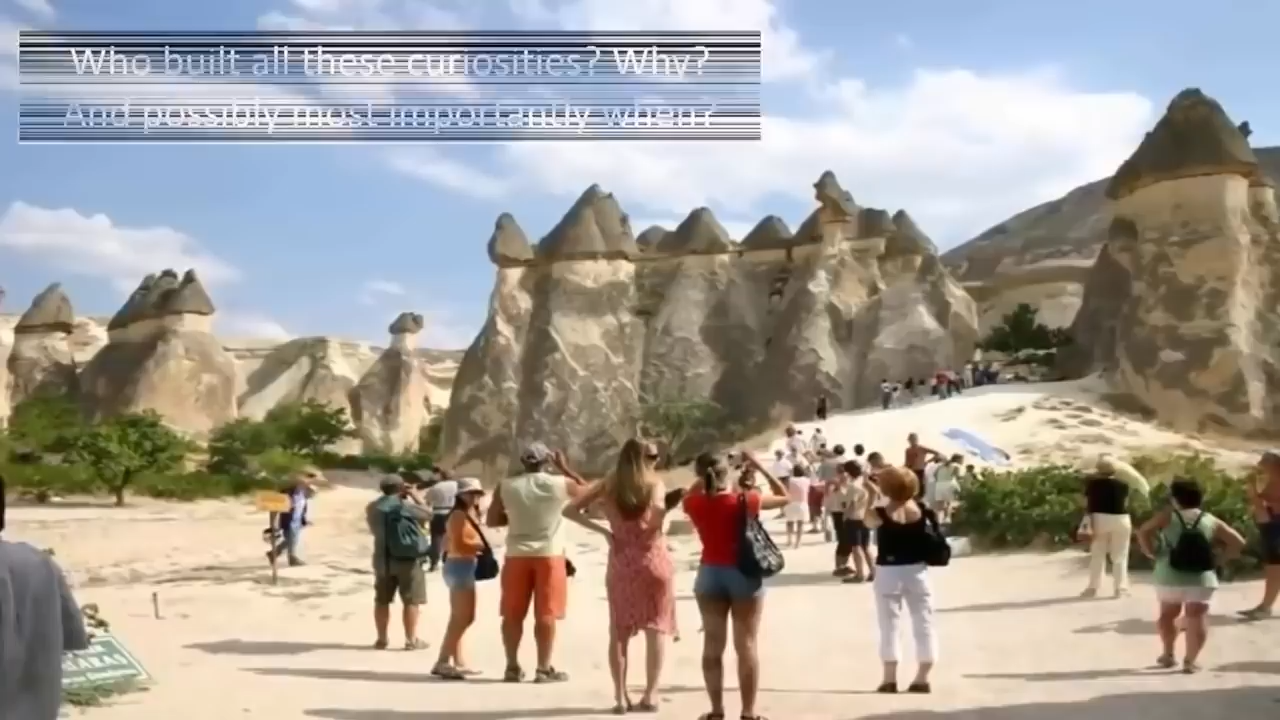 Who built all these curiosities? Why?
And possibly most importantly when?